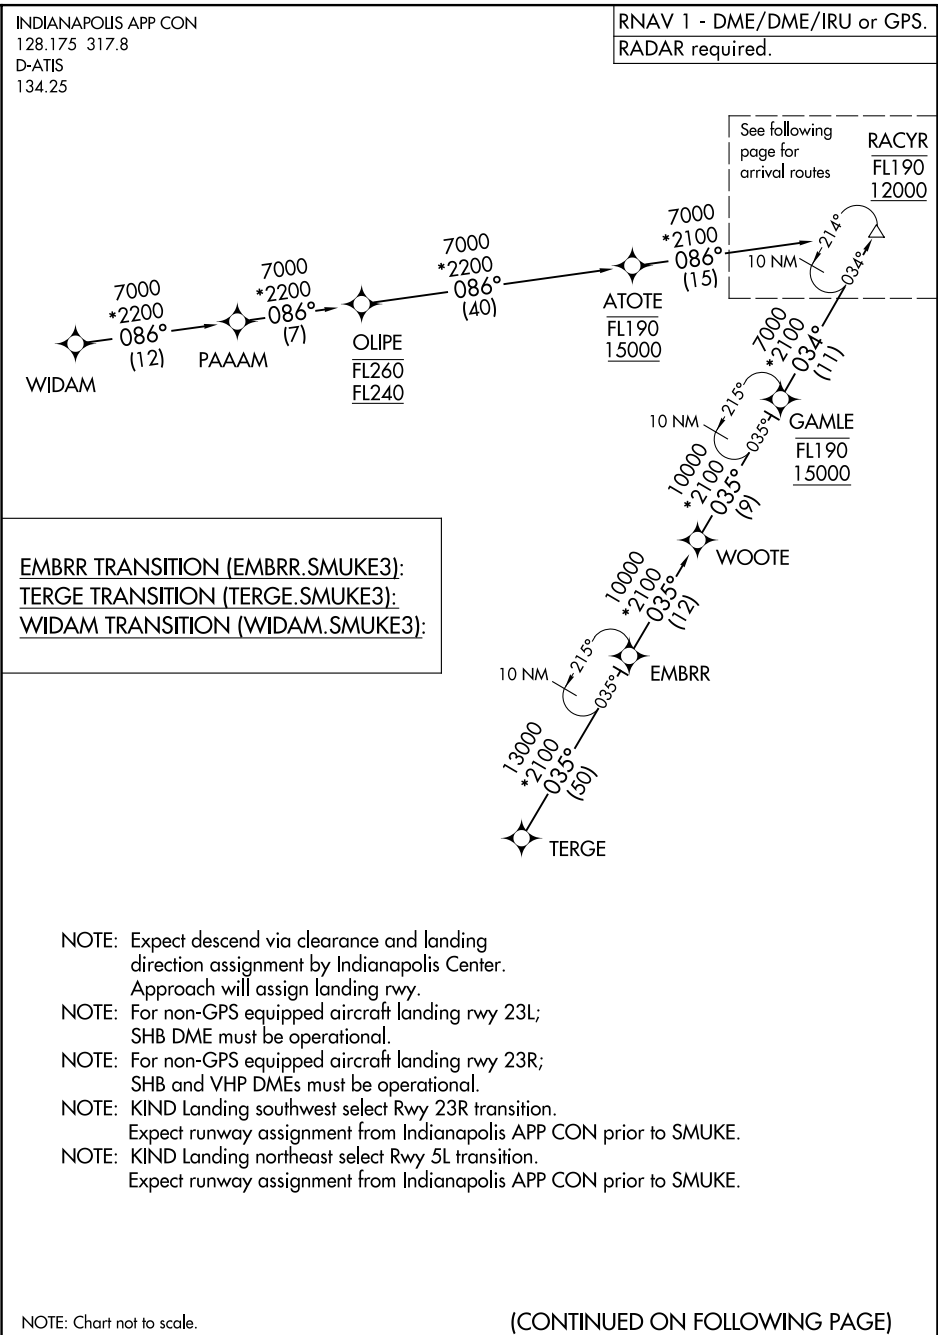 INDIANAPOLIS APP CON
128.175 317.8
D-ATIS
134.25
RNAV 1 - DME/DME/IRU or GPS.
RADAR required.
See following
page for
arrival routes
RACYR
FL190
12000
214°
10 NM
034°
7000
*2100
086°
(15)
ATOTE
FL190
15000
7000
*2200
086°
(40)
OLIPE
FL260
FL240
7000
*2200
086°
(7)
PAAAM
7000
*2200
086°
(12)
WIDAM
7000
*2100
034°
(11)
GAMLE
FL190
15000
215°
10 NM
035°
10000
*2100
035°
(9)
WOOTE
10000
*2100
035°
(12)
EMBRR
215°
10 NM
035°
13000
*2100
035°
(50)
TERGE
EMBRR TRANSITION (EMBRR.SMUKE3):
TERGE TRANSITION (TERGE.SMUKE3):
WIDAM TRANSITION (WIDAM.SMUKE3):
NOTE: Expect descend via clearance and landing
direction assignment by Indianapolis Center.
Approach will assign landing rwy.
NOTE: For non-GPS equipped aircraft landing rwy 23L;
SHB DME must be operational.
NOTE: For non-GPS equipped aircraft landing rwy 23R;
SHB and VHP DMEs must be operational.
NOTE: KIND Landing southwest select Rwy 23R transition.
Expect runway assignment from Indianapolis APP CON prior to SMUKE.
NOTE: KIND Landing northeast select Rwy 5L transition.
Expect runway assignment from Indianapolis APP CON prior to SMUKE.
NOTE: Chart not to scale.
(CONTINUED ON FOLLOWING PAGE)